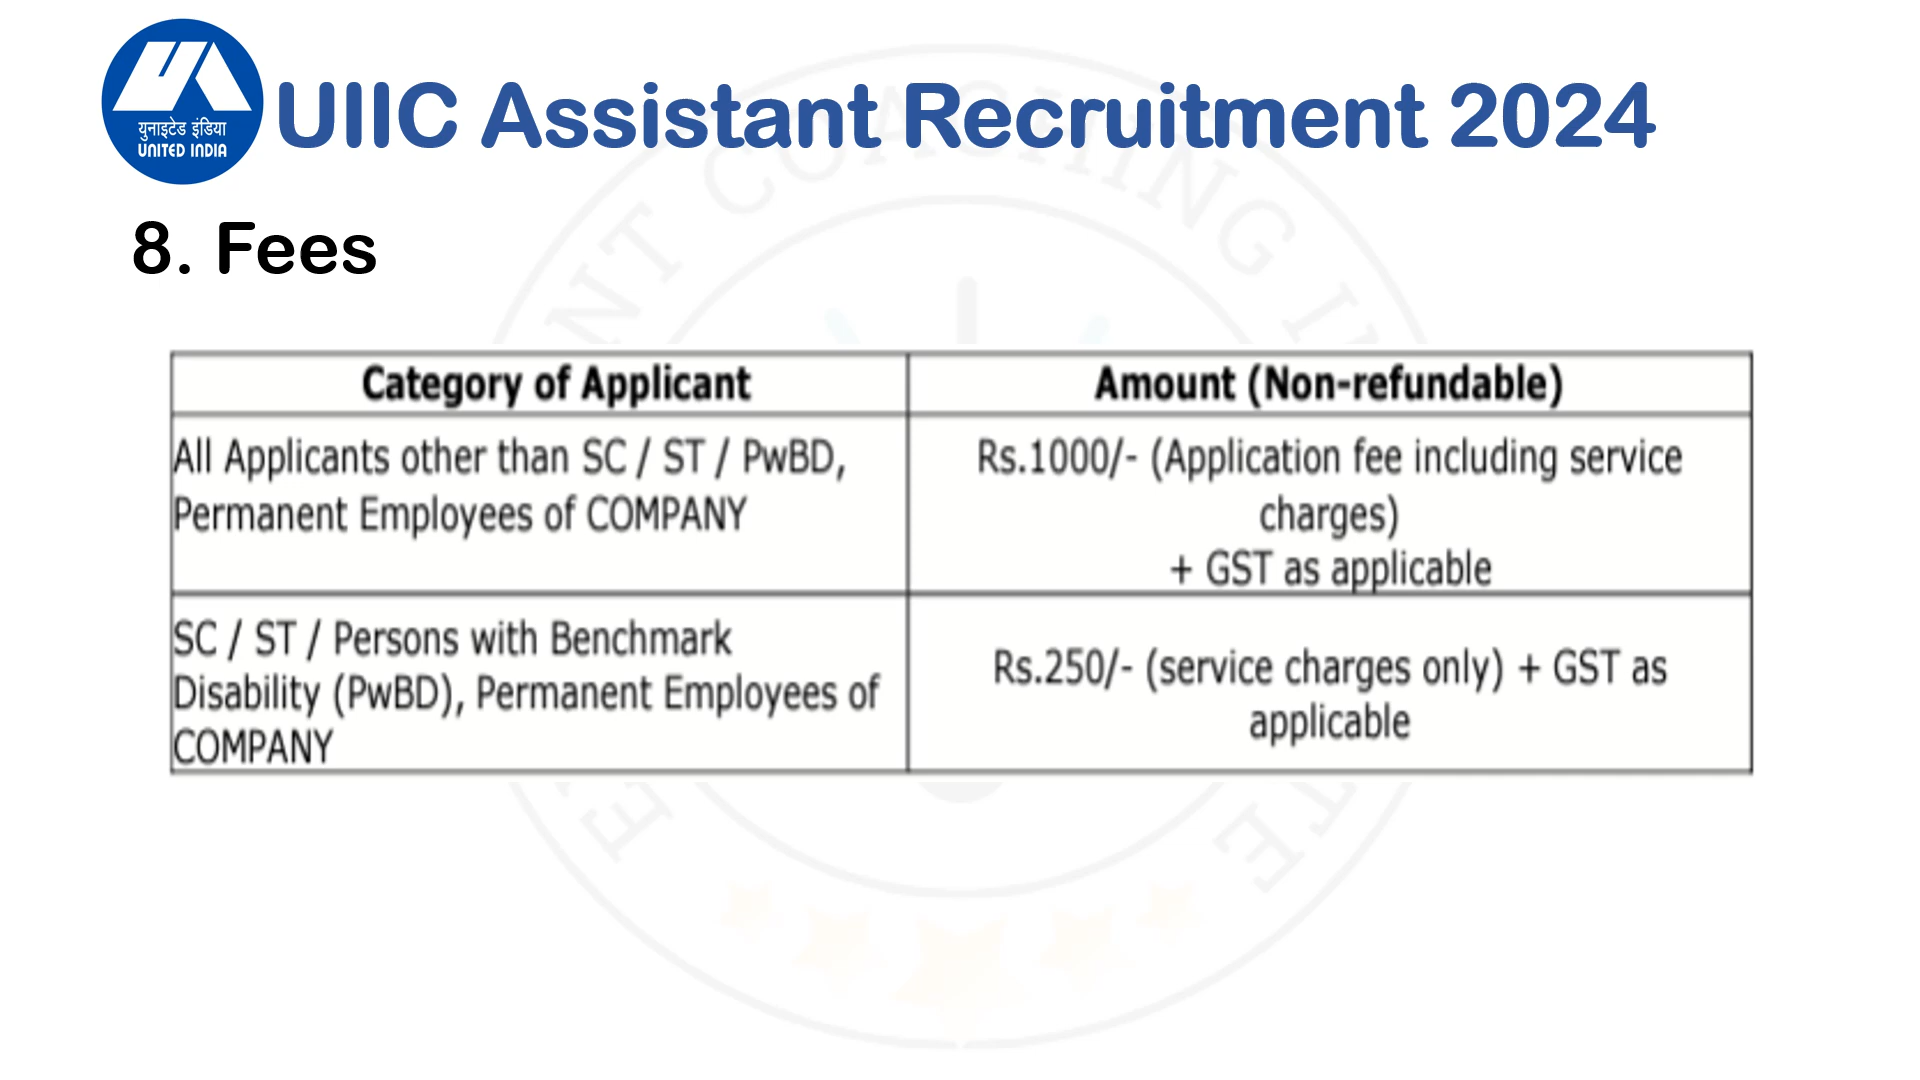 युनाइटेड इंडिया
UNITED INDIA
UIIC Assistant Recruitment 2024
8. Fees
Category of Applicant
Amount (Non-refundable)
All Applicants other than SC / ST / PwBD,
Permanent Employees of COMPANY
Rs.1000/- (Application fee including service
charges)
+ GST as applicable
SC / ST / Persons with Benchmark
Disability (PwBD), Permanent Employees of
COMPANY
Rs.250/- (service charges only) + GST as
applicable
COACHING